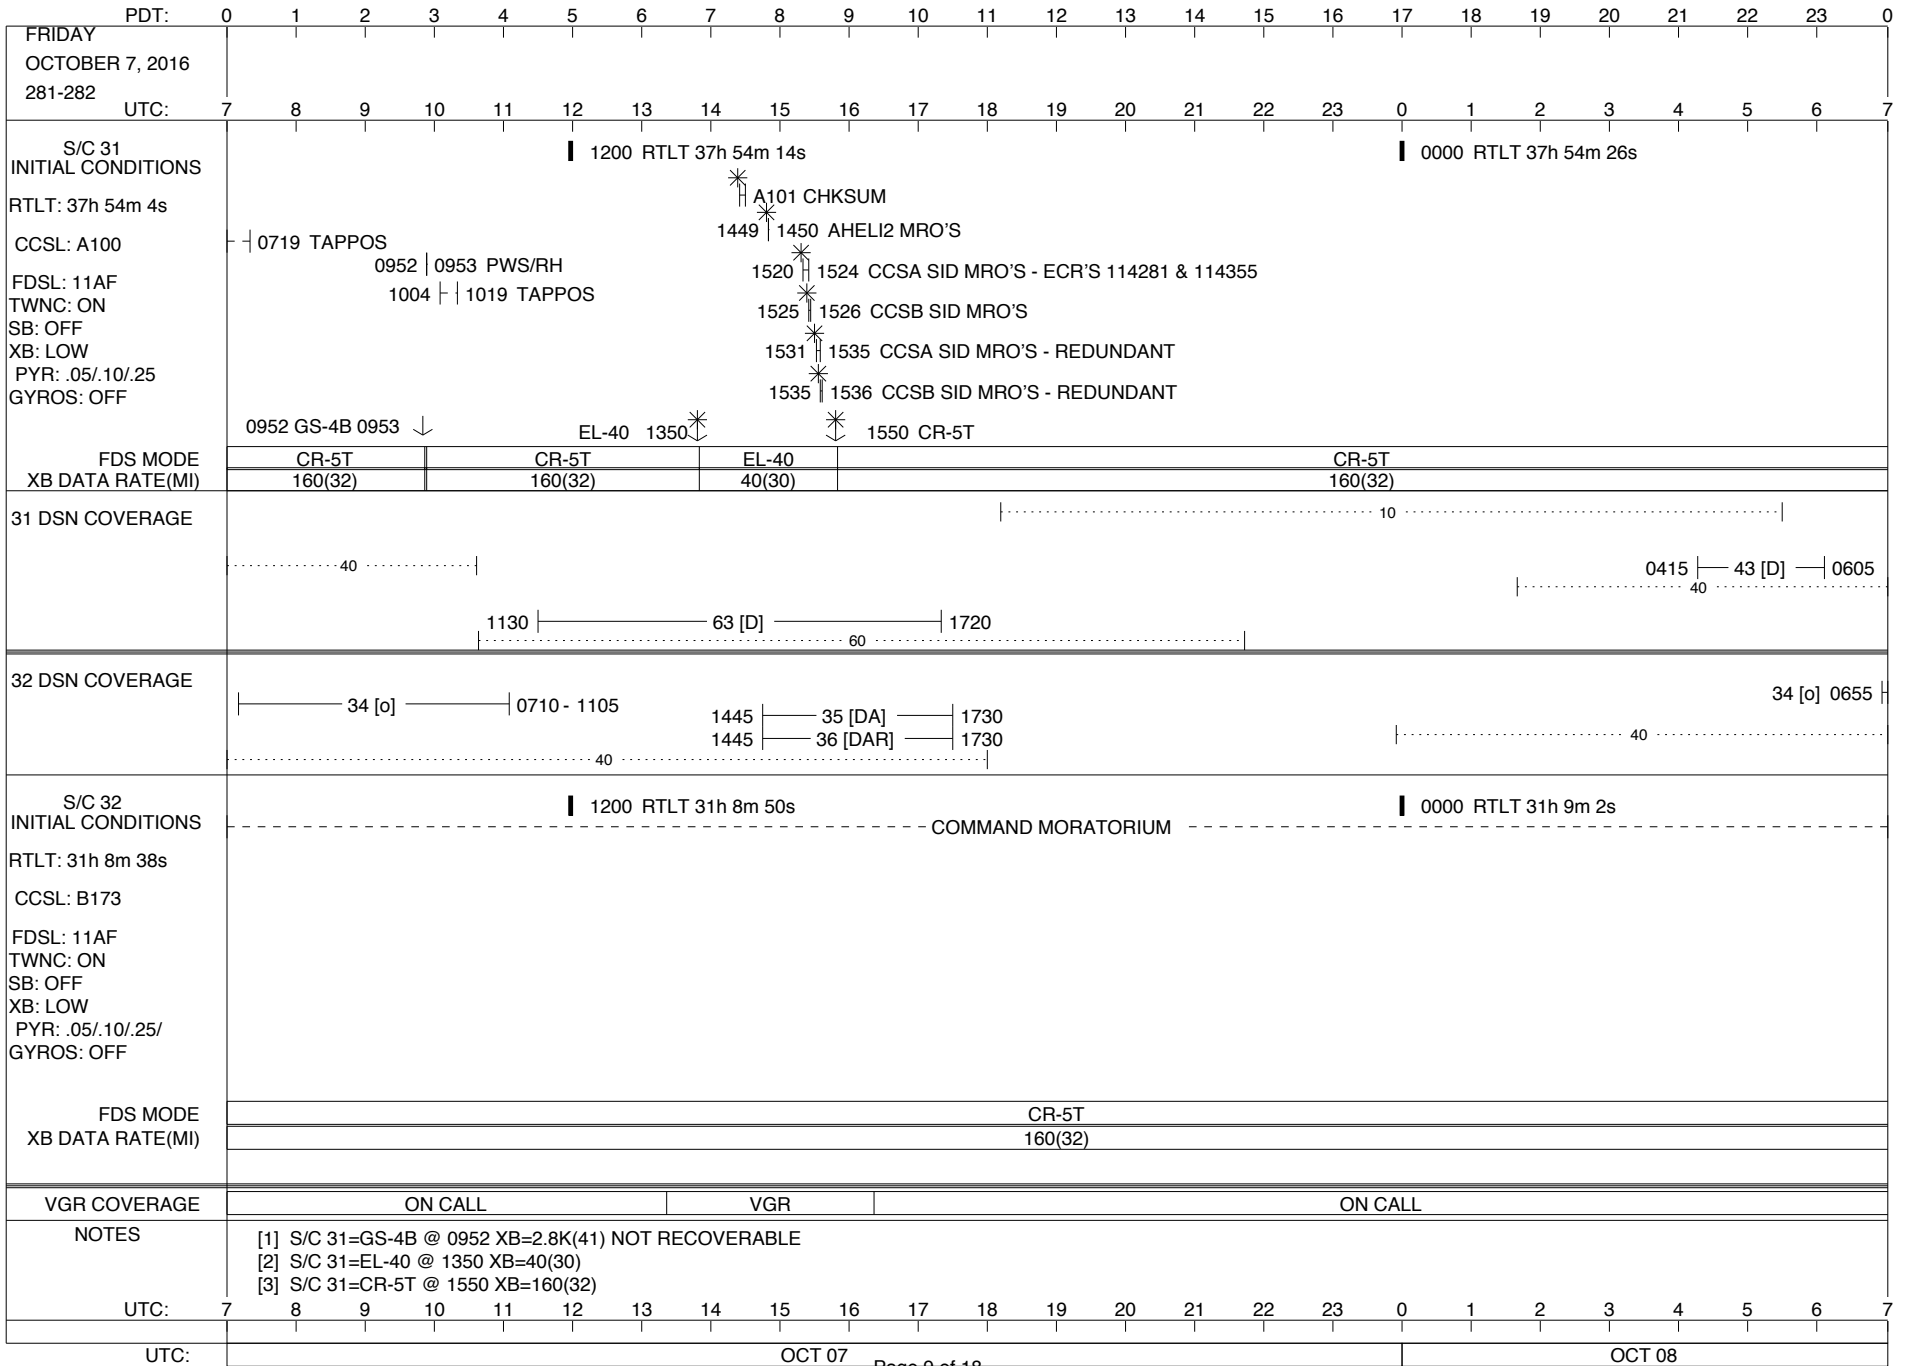 PDT: 0 1 2 3 4 5 6 7 8 9 10 11 12 13 14 15 16 17 18 19 20 21 22 23 0
FRIDAY
OCTOBER 7, 2016
281-282
UTC: 7 8 9 10 11 12 13 14 15 16 17 18 19 20 21 22 23 0 1 2 3 4 5 6 7
S/C 31
INITIAL CONDITIONS
RTLT: 37h 54m 4s
CCSL: A100
FDSL: 11AF
TWNC: ON
SB: OFF
XB: LOW
PYR: .05/.10/.25
GYROS: OFF
1200 RTLT 37h 54m 14s
0000 RTLT 37h 54m 26s
A101 CHKSUM
1449 1450 AHELI2 MRO'S
0719 TAPPOS
0952 0953 PWS/RH
1520 1524 CCSA SID MRO'S - ECR'S 114281 & 114355
1004 1019 TAPPOS
1525 1526 CCSB SID MRO'S
1531 1535 CCSA SID MRO'S - REDUNDANT
1535 1536 CCSB SID MRO'S - REDUNDANT
0952 GS-4B 0953
EL-40 1350
1550 CR-5T
FDS MODE CR-5T CR-5T EL-40 CR-5T
XB DATA RATE(MI) 160(32) 160(32) 40(30) 160(32)
31 DSN COVERAGE
10
40
0415 43 [D] 0605
40
1130 63 [D] 1720
60
32 DSN COVERAGE
34 [o] 0655
34 [o] 0710 - 1105
1445 35 [DA] 1730
1445 36 [DAR] 1730
40
40
S/C 32
INITIAL CONDITIONS
RTLT: 31h 8m 38s
CCSL: B173
FDSL: 11AF
TWNC: ON
SB: OFF
XB: LOW
PYR: .05/.10/.25/
GYROS: OFF
1200 RTLT 31h 8m 50s
0000 RTLT 31h 9m 2s
COMMAND MORATORIUM
FDS MODE CR-5T
XB DATA RATE(MI) 160(32)
VGR COVERAGE ON CALL VGR ON CALL
NOTES
[1] S/C 31=GS-4B @ 0952 XB=2.8K(41) NOT RECOVERABLE
[2] S/C 31=EL-40 @ 1350 XB=40(30)
[3] S/C 31=CR-5T @ 1550 XB=160(32)
UTC: 7 8 9 10 11 12 13 14 15 16 17 18 19 20 21 22 23 0 1 2 3 4 5 6 7
UTC: OCT 07 OCT 08
Page 9 of 18